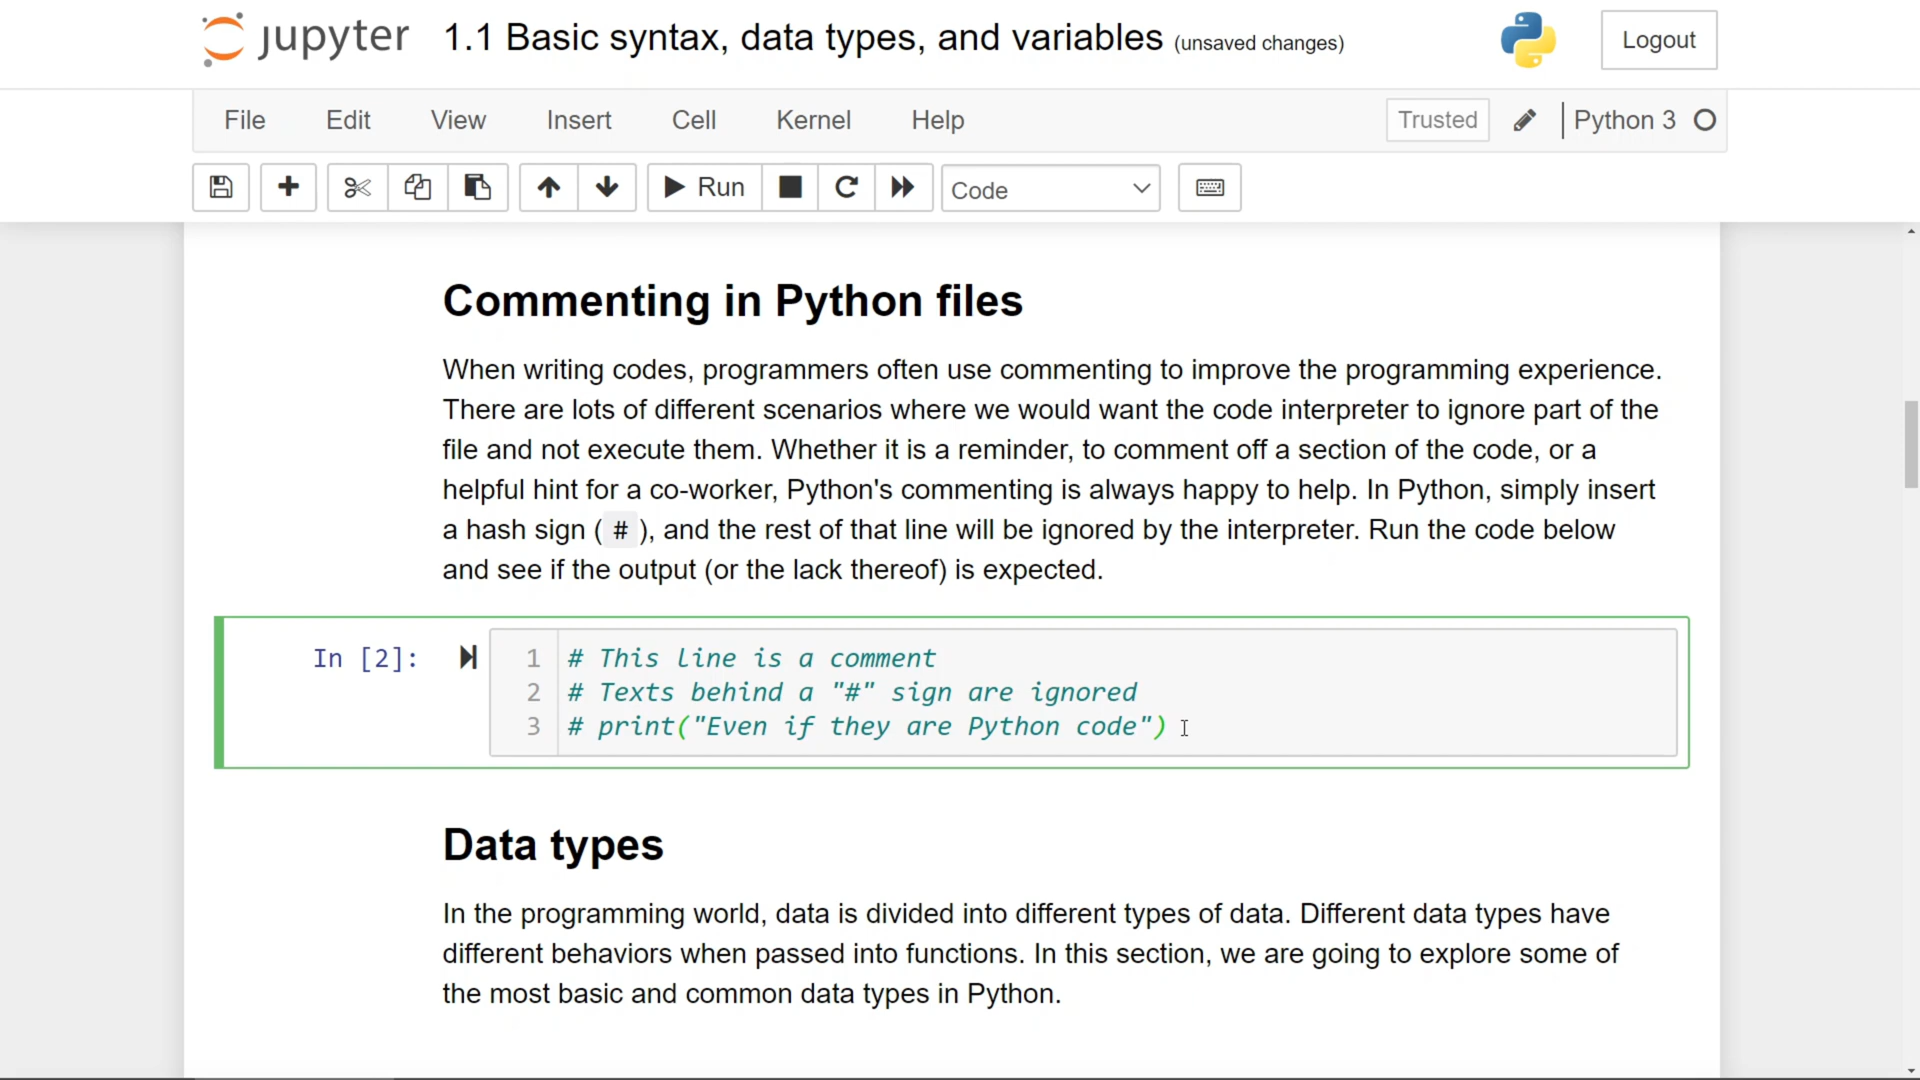 jupyter 1.1 Basic syntax, data types, and variables (unsaved changes) Logout
File Edit View Insert Cell Kernel Help Trusted Python 3
Run Code
Commenting in Python files
When writing codes, programmers often use commenting to improve the programming experience.
There are lots of different scenarios where we would want the code interpreter to ignore part of the
file and not execute them. Whether it is a reminder, to comment off a section of the code, or a
helpful hint for a co-worker, Python's commenting is always happy to help. In Python, simply insert
a hash sign ( # ), and the rest of that line will be ignored by the interpreter. Run the code below
and see if the output (or the lack thereof) is expected.
In [2]: 1 # This line is a comment
2 # Texts behind a "#" sign are ignored
3 # print("Even if they are Python code")
Data types
In the programming world, data is divided into different types of data. Different data types have
different behaviors when passed into functions. In this section, we are going to explore some of
the most basic and common data types in Python.